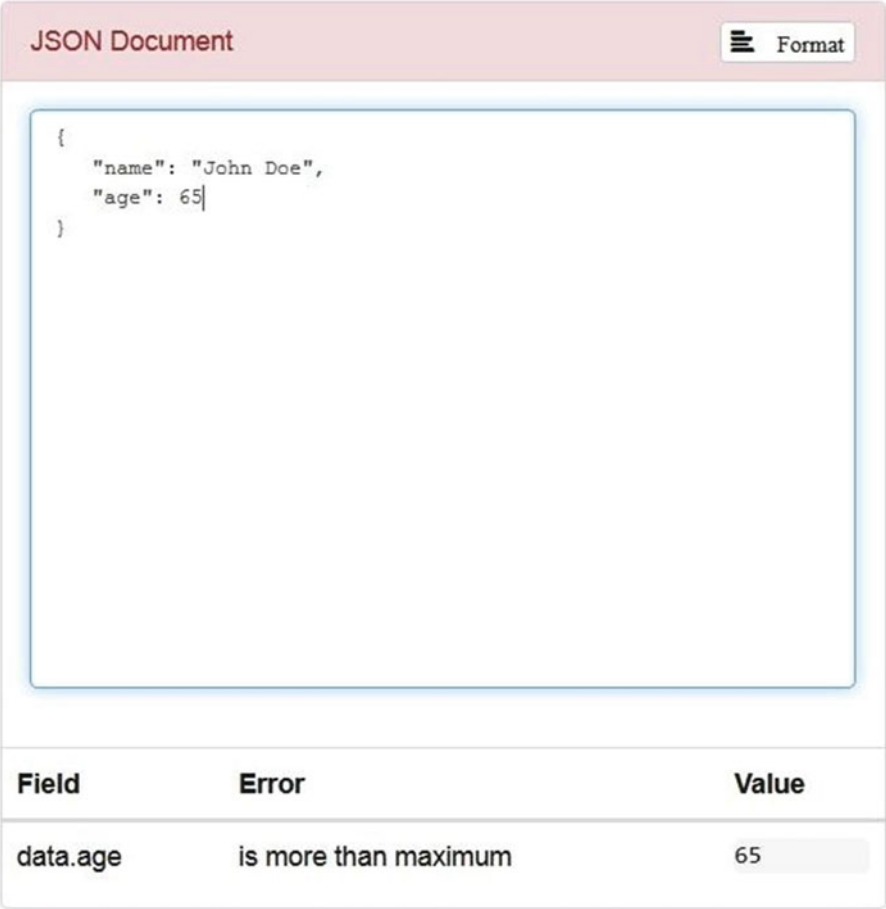 JSON Document
Format
{
"name": "John Doe",
"age": 65
}
Field Error Value
data.age is more than maximum 65